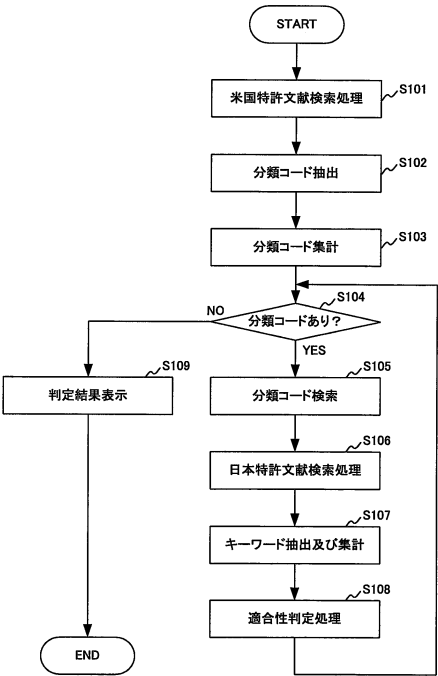 START
米国特許文献検索処理
S101
分類コード抽出
S102
分類コード集計
S103
分類コードあり?
S104
NO
YES
判定結果表示
S109
分類コード検索
S105
日本特許文献検索処理
S106
キーワード抽出及び集計
S107
適合性判定処理
S108
END